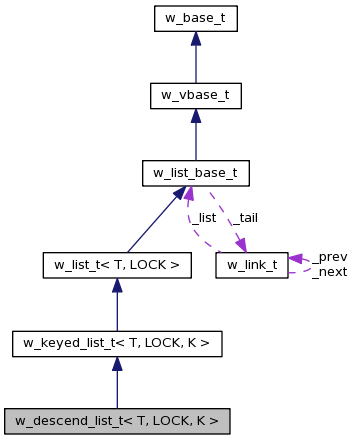 w_base_t
w_vbase_t
w_list_base_t
_list
_tail
w_list_t< T, LOCK >
w_link_t
_prev
_next
w_keyed_list_t< T, LOCK, K >
w_descend_list_t< T, LOCK, K >